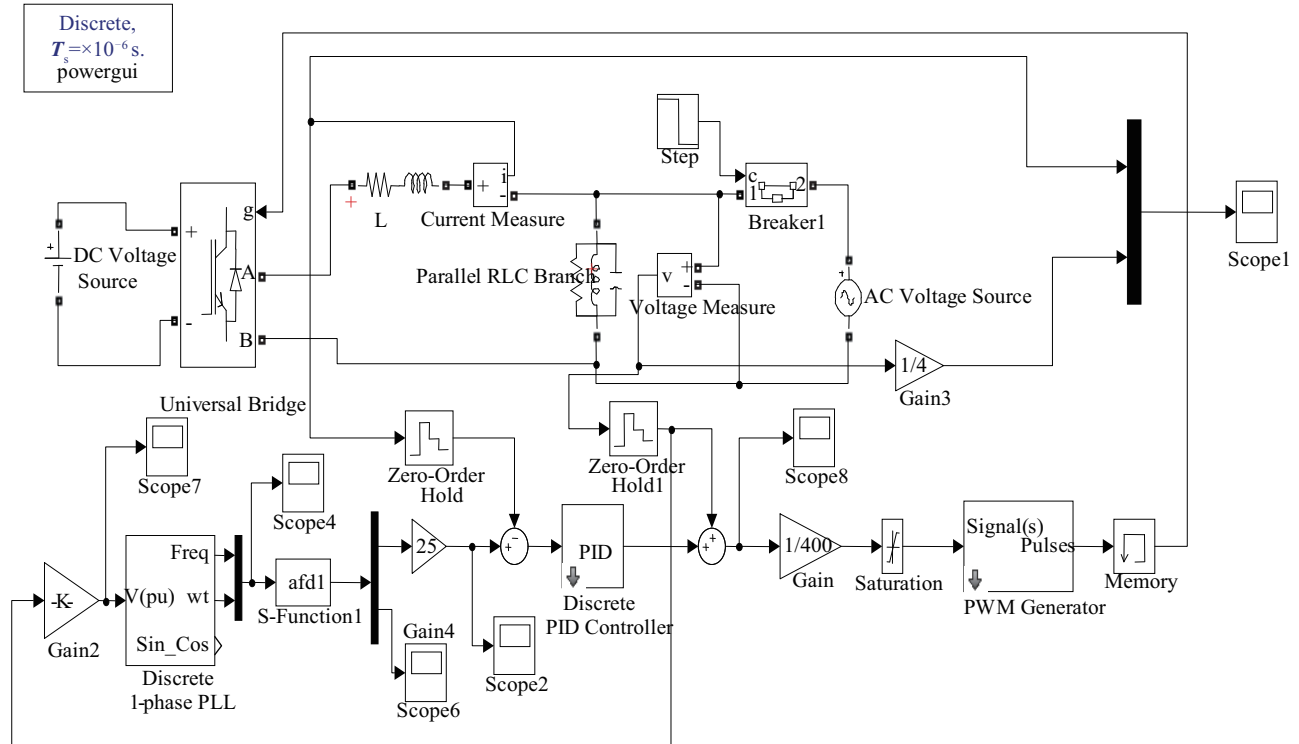 Discrete,
Ts=×10−6 s.
powergui
Step
c
1
2
Breaker1
i
+
-
Current Measure
+
L
g
+
A
-
B
+
DC Voltage
Source
Universal Bridge
Parallel RLC Branch
v
+
-
Voltage Measure
+
AC Voltage Source
Scope1
1/4
Gain3
Scope7
Scope4
Zero-Order
Hold
Zero-Order
Hold1
Scope8
-K-
Gain2
Freq
V(pu)
wt
Sin_Cos
Discrete
1-phase PLL
afd1
S-Function1
25
Gain4
Scope6
+
-
Scope2
PID
Discrete
PID Controller
+
+
1/400
Gain
Saturation
Signal(s)
Pulses
PWM Generator
Memory